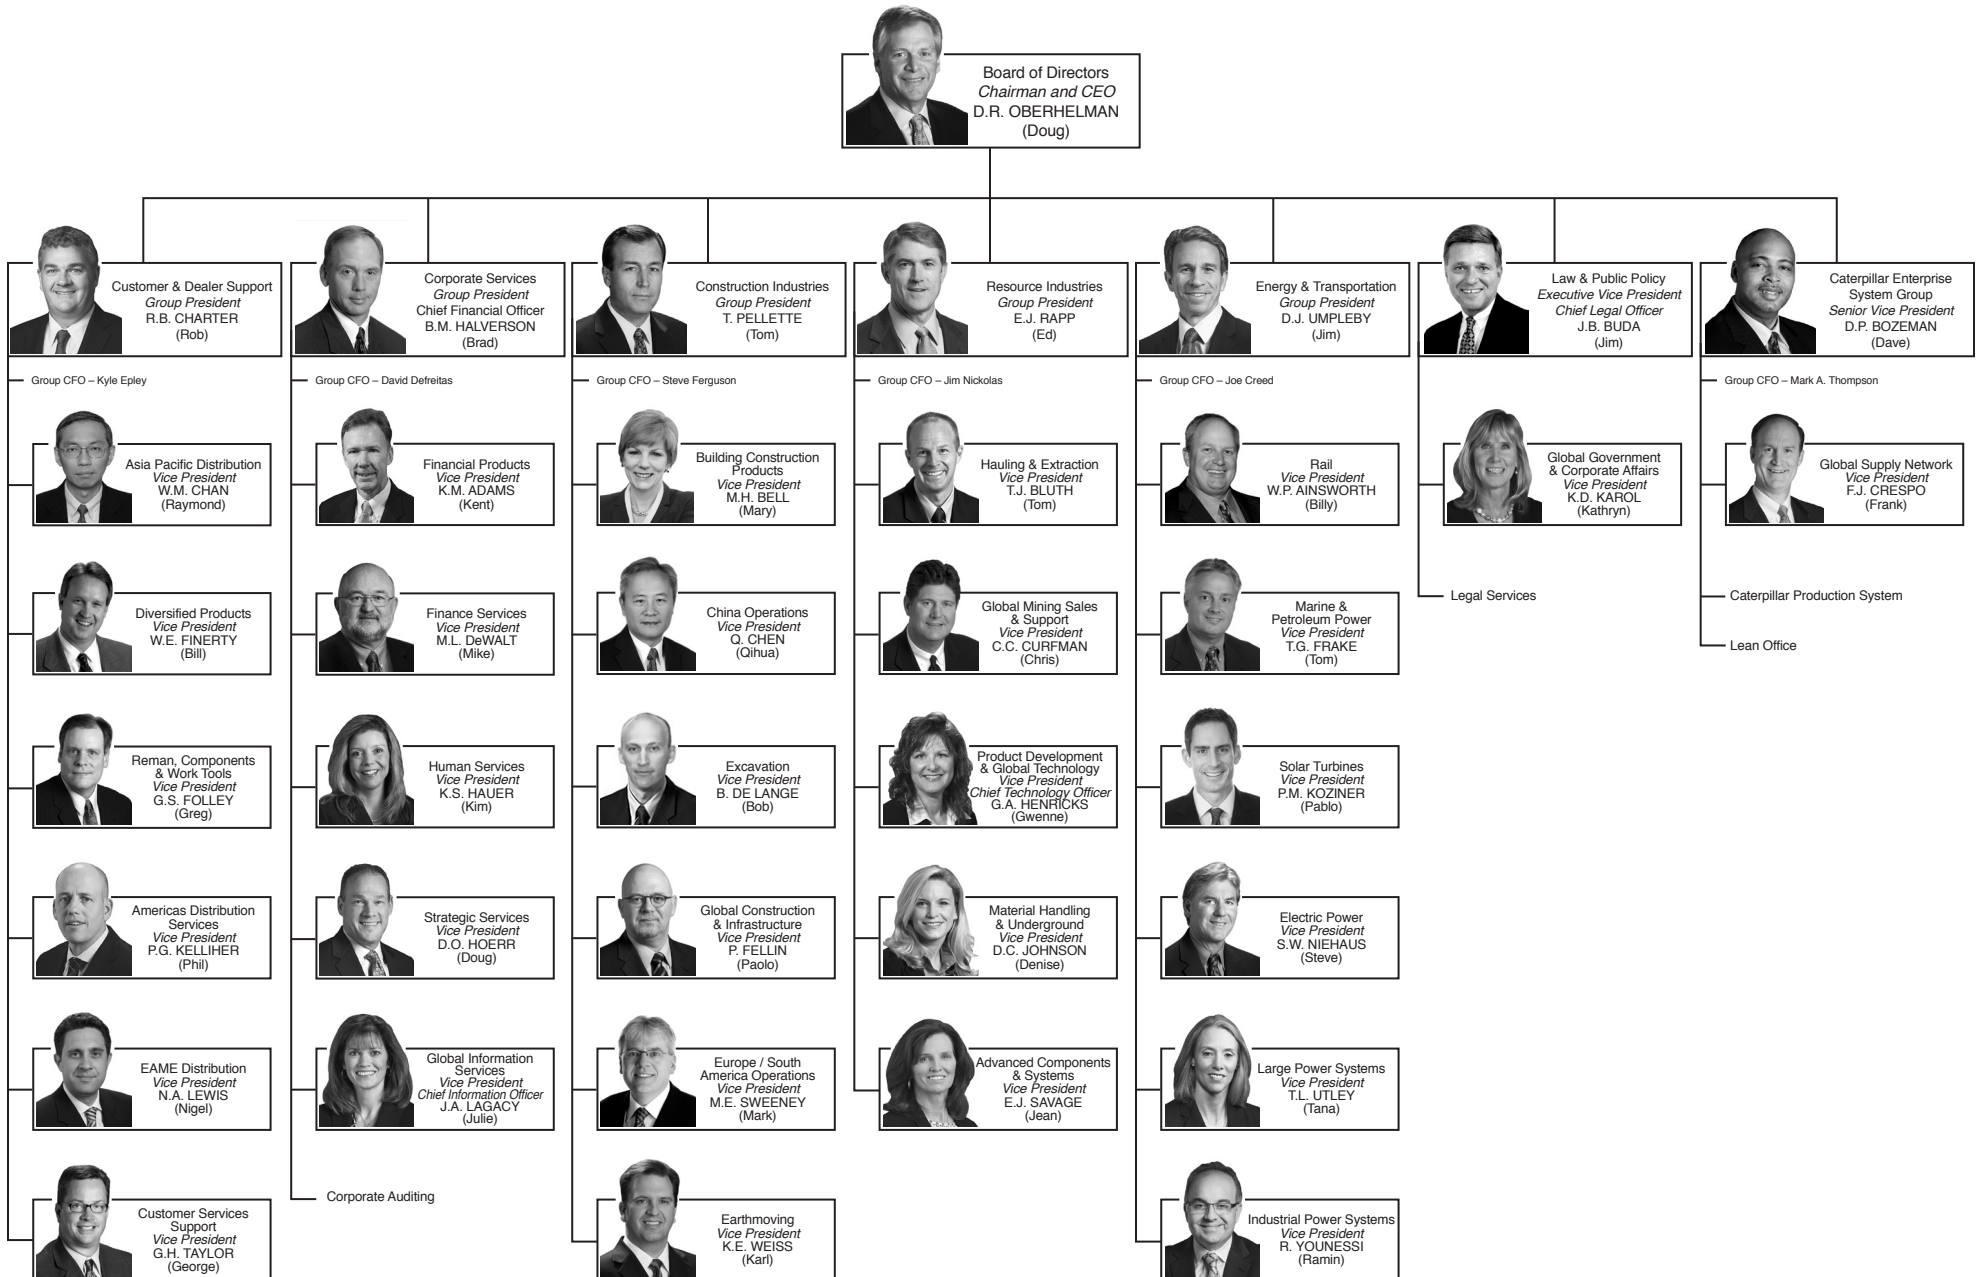 Board of Directors
Chairman and CEO
D.R. OBERHELMAN
(Doug)
Customer & Dealer Support
Group President
R.B. CHARTER
(Rob)
Group CFO – Kyle Epley
Asia Pacific Distribution
Vice President
W.M. CHAN
(Raymond)
Diversified Products
Vice President
W.E. FINERTY
(Bill)
Reman, Components
& Work Tools
Vice President
G.S. FOLLEY
(Greg)
Americas Distribution
Services
Vice President
P.G. KELLIHER
(Phil)
EAME Distribution
Vice President
N.A. LEWIS
(Nigel)
Customer Services
Support
Vice President
G.H. TAYLOR
(George)
Corporate Services
Group President
Chief Financial Officer
B.M. HALVERSON
(Brad)
Group CFO – David Defreitas
Financial Products
Vice President
K.M. ADAMS
(Kent)
Finance Services
Vice President
M.L. DeWALT
(Mike)
Human Services
Vice President
K.S. HAUER
(Kim)
Strategic Services
Vice President
D.O. HOERR
(Doug)
Global Information
Services
Vice President
Chief Information Officer
J.A. LAGACY
(Julie)
Corporate Auditing
Construction Industries
Group President
T. PELLETTE
(Tom)
Group CFO – Steve Ferguson
Building Construction
Products
Vice President
M.H. BELL
(Mary)
China Operations
Vice President
Q. CHEN
(Qihua)
Excavation
Vice President
B. DE LANGE
(Bob)
Global Construction
& Infrastructure
Vice President
P. FELLIN
(Paolo)
Europe / South
America Operations
Vice President
M.E. SWEENEY
(Mark)
Earthmoving
Vice President
K.E. WEISS
(Karl)
Resource Industries
Group President
E.J. RAPP
(Ed)
Group CFO – Jim Nickolas
Hauling & Extraction
Vice President
T.J. BLUTH
(Tom)
Global Mining Sales
& Support
Vice President
C.C. CURFMAN
(Chris)
Product Development
& Global Technology
Vice President
Chief Technology Officer
G.A. HENRICKS
(Gwenne)
Material Handling
& Underground
Vice President
D.C. JOHNSON
(Denise)
Advanced Components
& Systems
Vice President
E.J. SAVAGE
(Jean)
Energy & Transportation
Group President
D.J. UMPLEBY
(Jim)
Group CFO – Joe Creed
Rail
Vice President
W.P. AINSWORTH
(Billy)
Marine &
Petroleum Power
Vice President
T.G. FRAKE
(Tom)
Solar Turbines
Vice President
P.M. KOZINER
(Pablo)
Electric Power
Vice President
S.W. NIEHAUS
(Steve)
Large Power Systems
Vice President
T.L. UTLEY
(Tana)
Industrial Power Systems
Vice President
R. YOUNESSI
(Ramin)
Law & Public Policy
Executive Vice President
Chief Legal Officer
J.B. BUDA
(Jim)
Global Government
& Corporate Affairs
Vice President
K.D. KAROL
(Kathryn)
Legal Services
Caterpillar Enterprise
System Group
Senior Vice President
D.P. BOZEMAN
(Dave)
Group CFO – Mark A. Thompson
Global Supply Network
Vice President
F.J. CRESPO
(Frank)
Caterpillar Production System
Lean Office